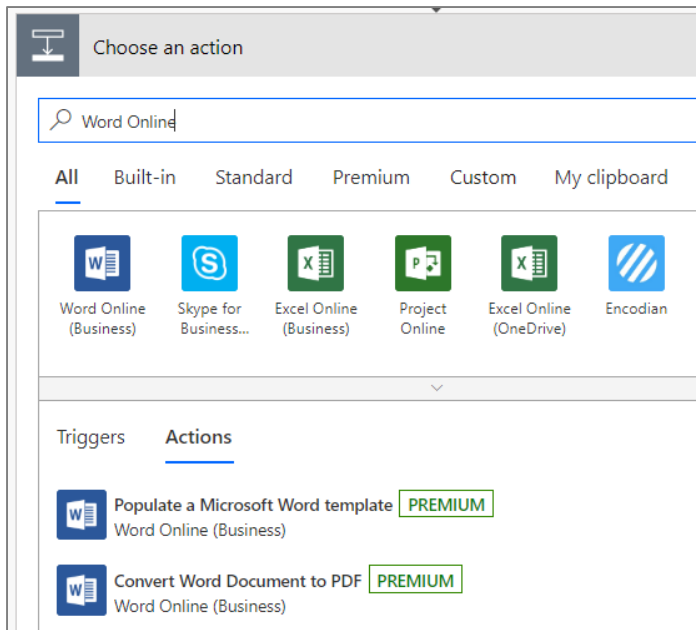 Choose an action
Word Online
All Built-in Standard Premium Custom My clipboard
Word Online
(Business)
Skype for
Business...
Excel Online
(Business)
Project
Online
Excel Online
(OneDrive)
Encodian
Triggers Actions
Populate a Microsoft Word template PREMIUM
Word Online (Business)
Convert Word Document to PDF PREMIUM
Word Online (Business)